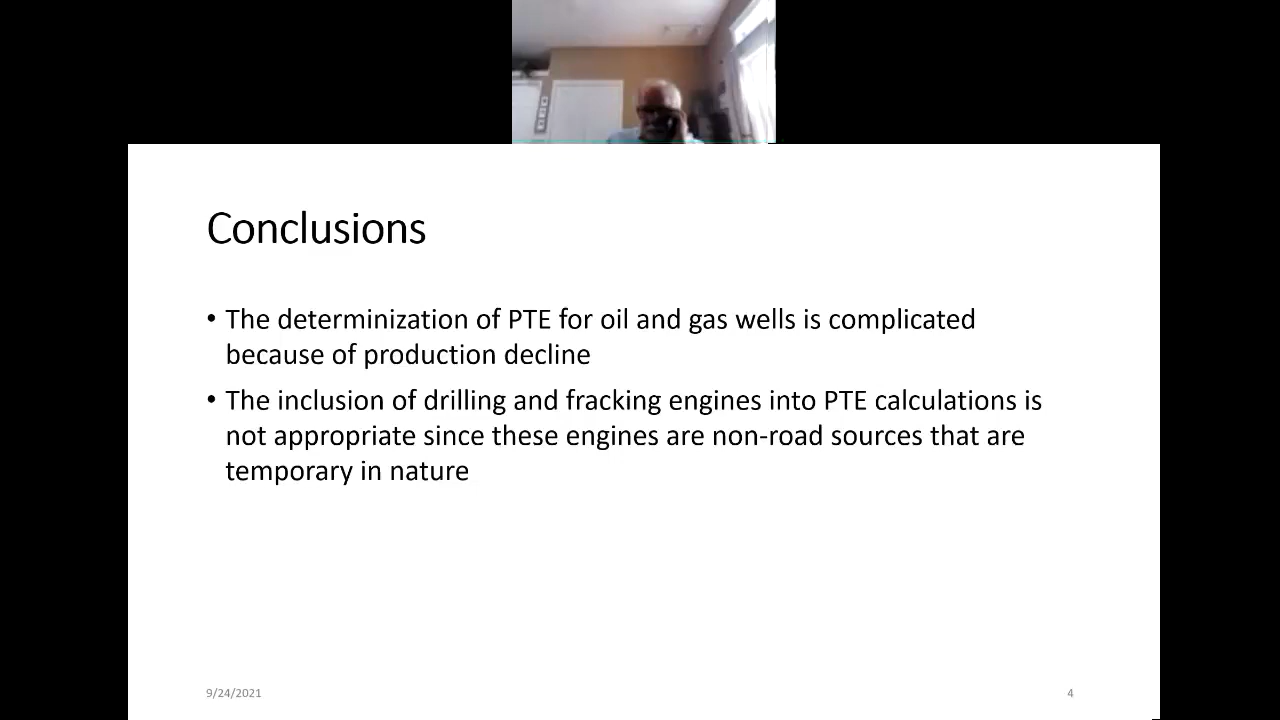 Conclusions
• The determinization of PTE for oil and gas wells is complicated
because of production decline
• The inclusion of drilling and fracking engines into PTE calculations is
not appropriate since these engines are non-road sources that are
temporary in nature
9/24/2021
4